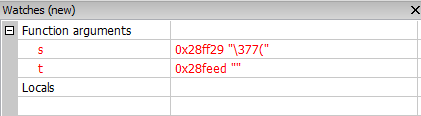 Watches (new)
Function arguments
s 0x28ff29 "\377("
t 0x28feed ""
Locals